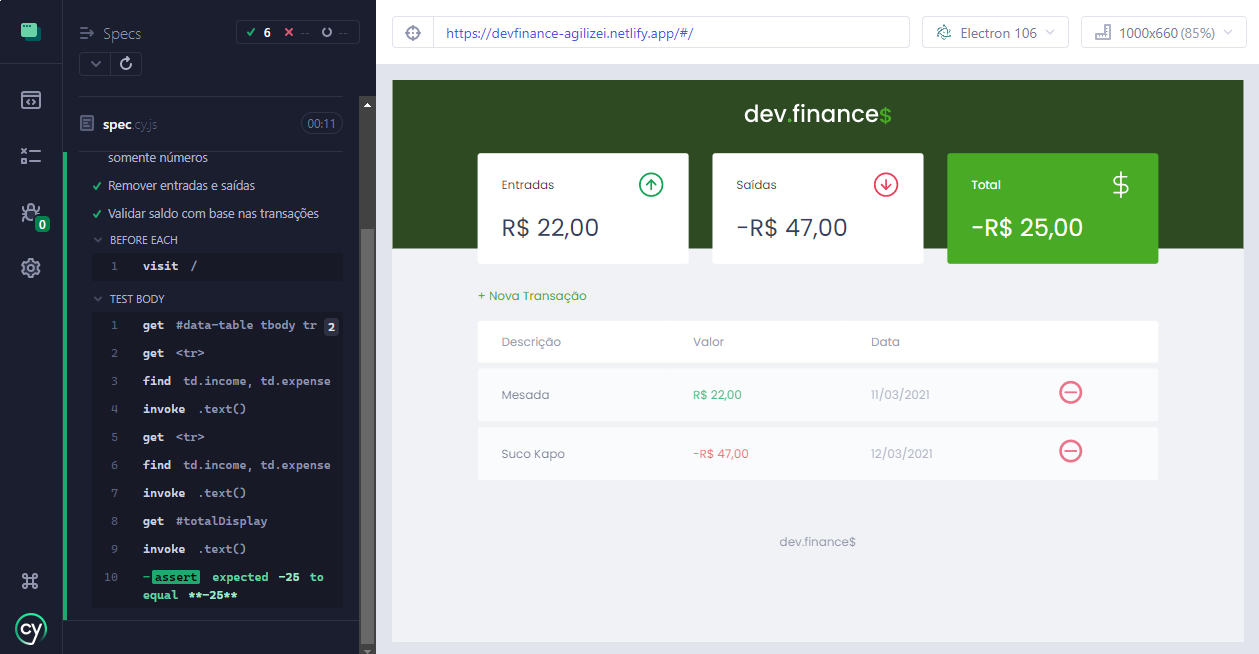 Specs
6
--
--
spec.cy.js
00:11
somente números
Remover entradas e saídas
Validar saldo com base nas transações
BEFORE EACH
1 visit /
TEST BODY
1 get #data-table tbody tr 2
2 get <tr>
3 find td.income, td.expense
4 invoke .text()
5 get <tr>
6 find td.income, td.expense
7 invoke .text()
8 get #totalDisplay
9 invoke .text()
10 -assert expected -25 to
equal **-25**
0
cy
https://devfinance-agilizei.netlify.app/#/
Electron 106
1000x660 (85%)
dev.finance$
Entradas
R$ 22,00
Saídas
-R$ 47,00
Total
$
-R$ 25,00
+ Nova Transação
Descrição Valor Data
Mesada R$ 22,00 11/03/2021
Suco Kapo -R$ 47,00 12/03/2021
dev.finance$